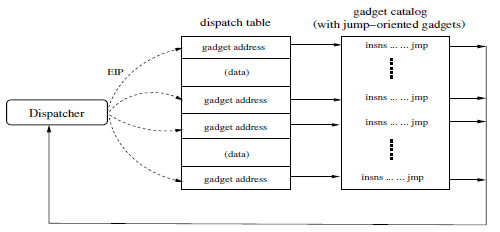 gadget catalog
dispatch table
(with jump-oriented gadgets)
gadget address
insns ... ... jmp
EIP
(data)
gadget address
insns ... ... jmp
Dispatcher
gadget address
insns ... ... jmp
(data)
gadget address
insns ... ... jmp